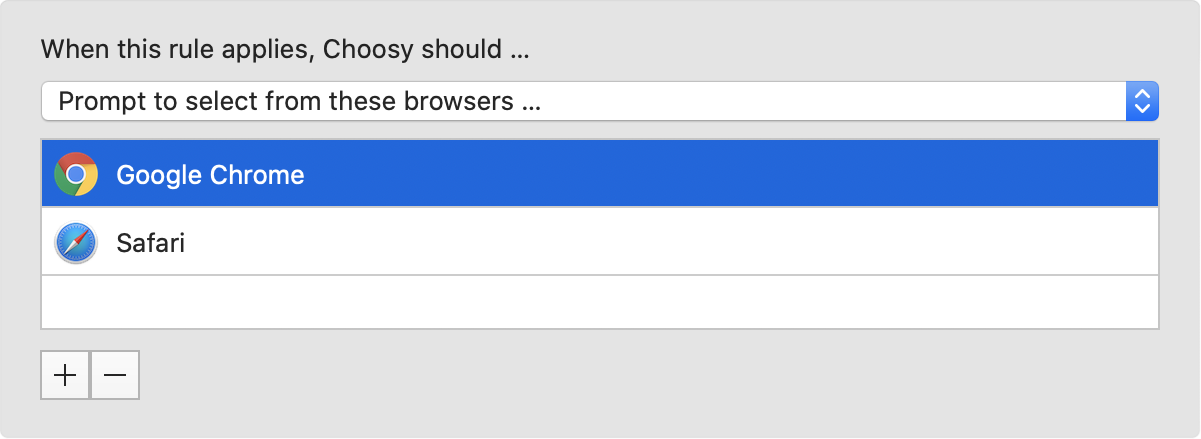 When this rule applies, Choosy should ...
Prompt to select from these browsers ...
Google Chrome
Safari